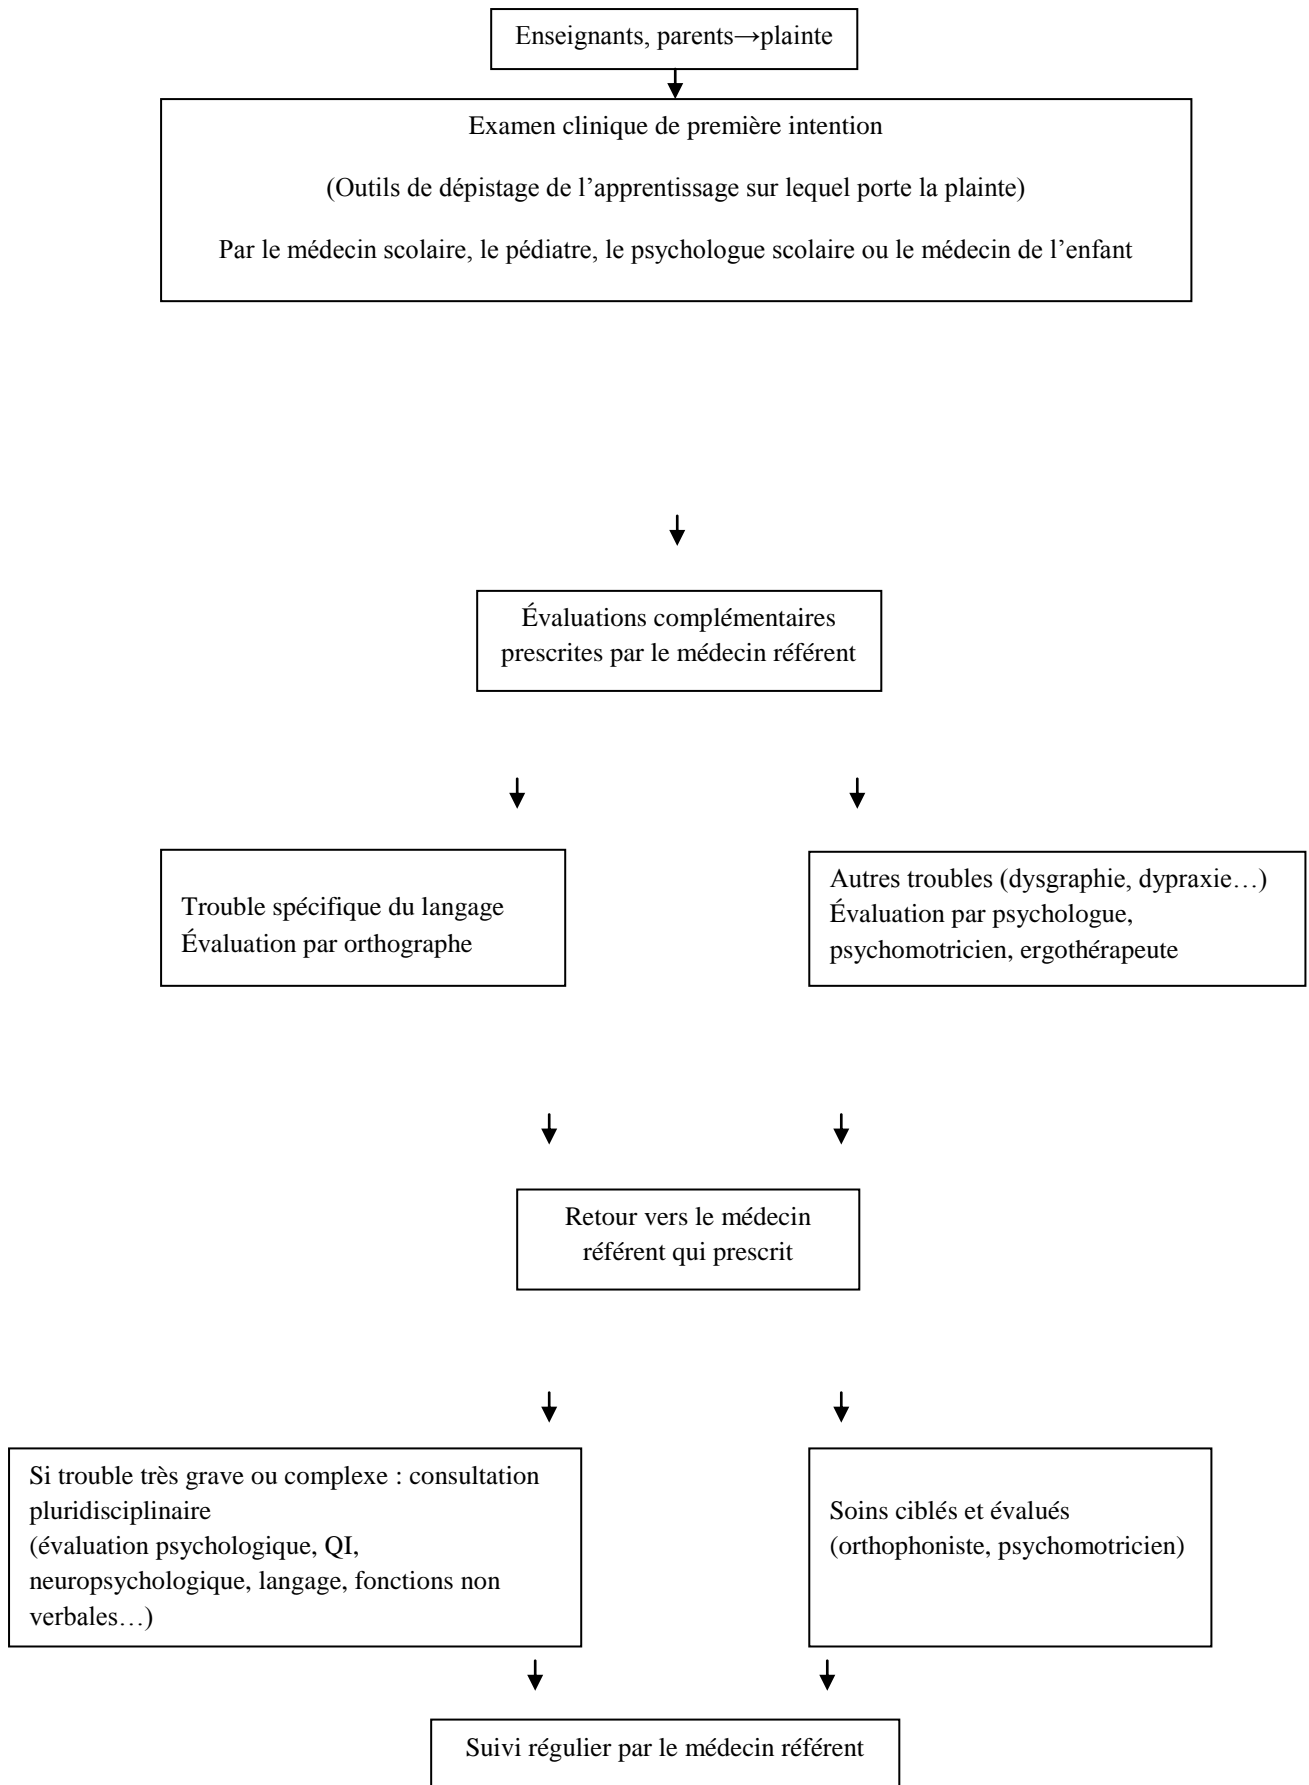 Enseignants, parents→plainte
Examen clinique de première intention
(Outils de dépistage de l’apprentissage sur lequel porte la plainte)
Par le médecin scolaire, le pédiatre, le psychologue scolaire ou le médecin de l’enfant
Évaluations complémentaires
prescrites par le médecin référent
Trouble spécifique du langage
Évaluation par orthographe
Autres troubles (dysgraphie, dypraxie…)
Évaluation par psychologue,
psychomotricien, ergothérapeute
Retour vers le médecin
référent qui prescrit
Si trouble très grave ou complexe : consultation
pluridisciplinaire
(évaluation psychologique, QI,
neuropsychologique, langage, fonctions non
verbales…)
Soins ciblés et évalués
(orthophoniste, psychomotricien)
Suivi régulier par le médecin référent